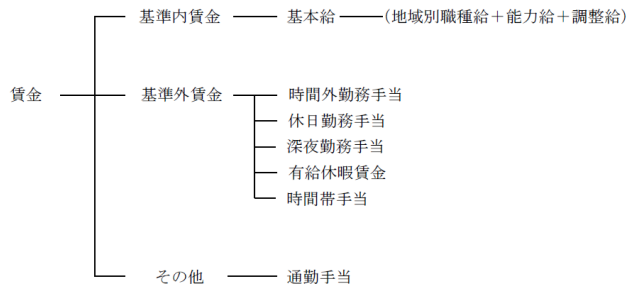 基準内賃金 基本給 (地域別職種給＋能力給＋調整給)
賃金 基準外賃金 時間外勤務手当
休日勤務手当
深夜勤務手当
有給休暇賃金
時間帯手当
その他 通勤手当